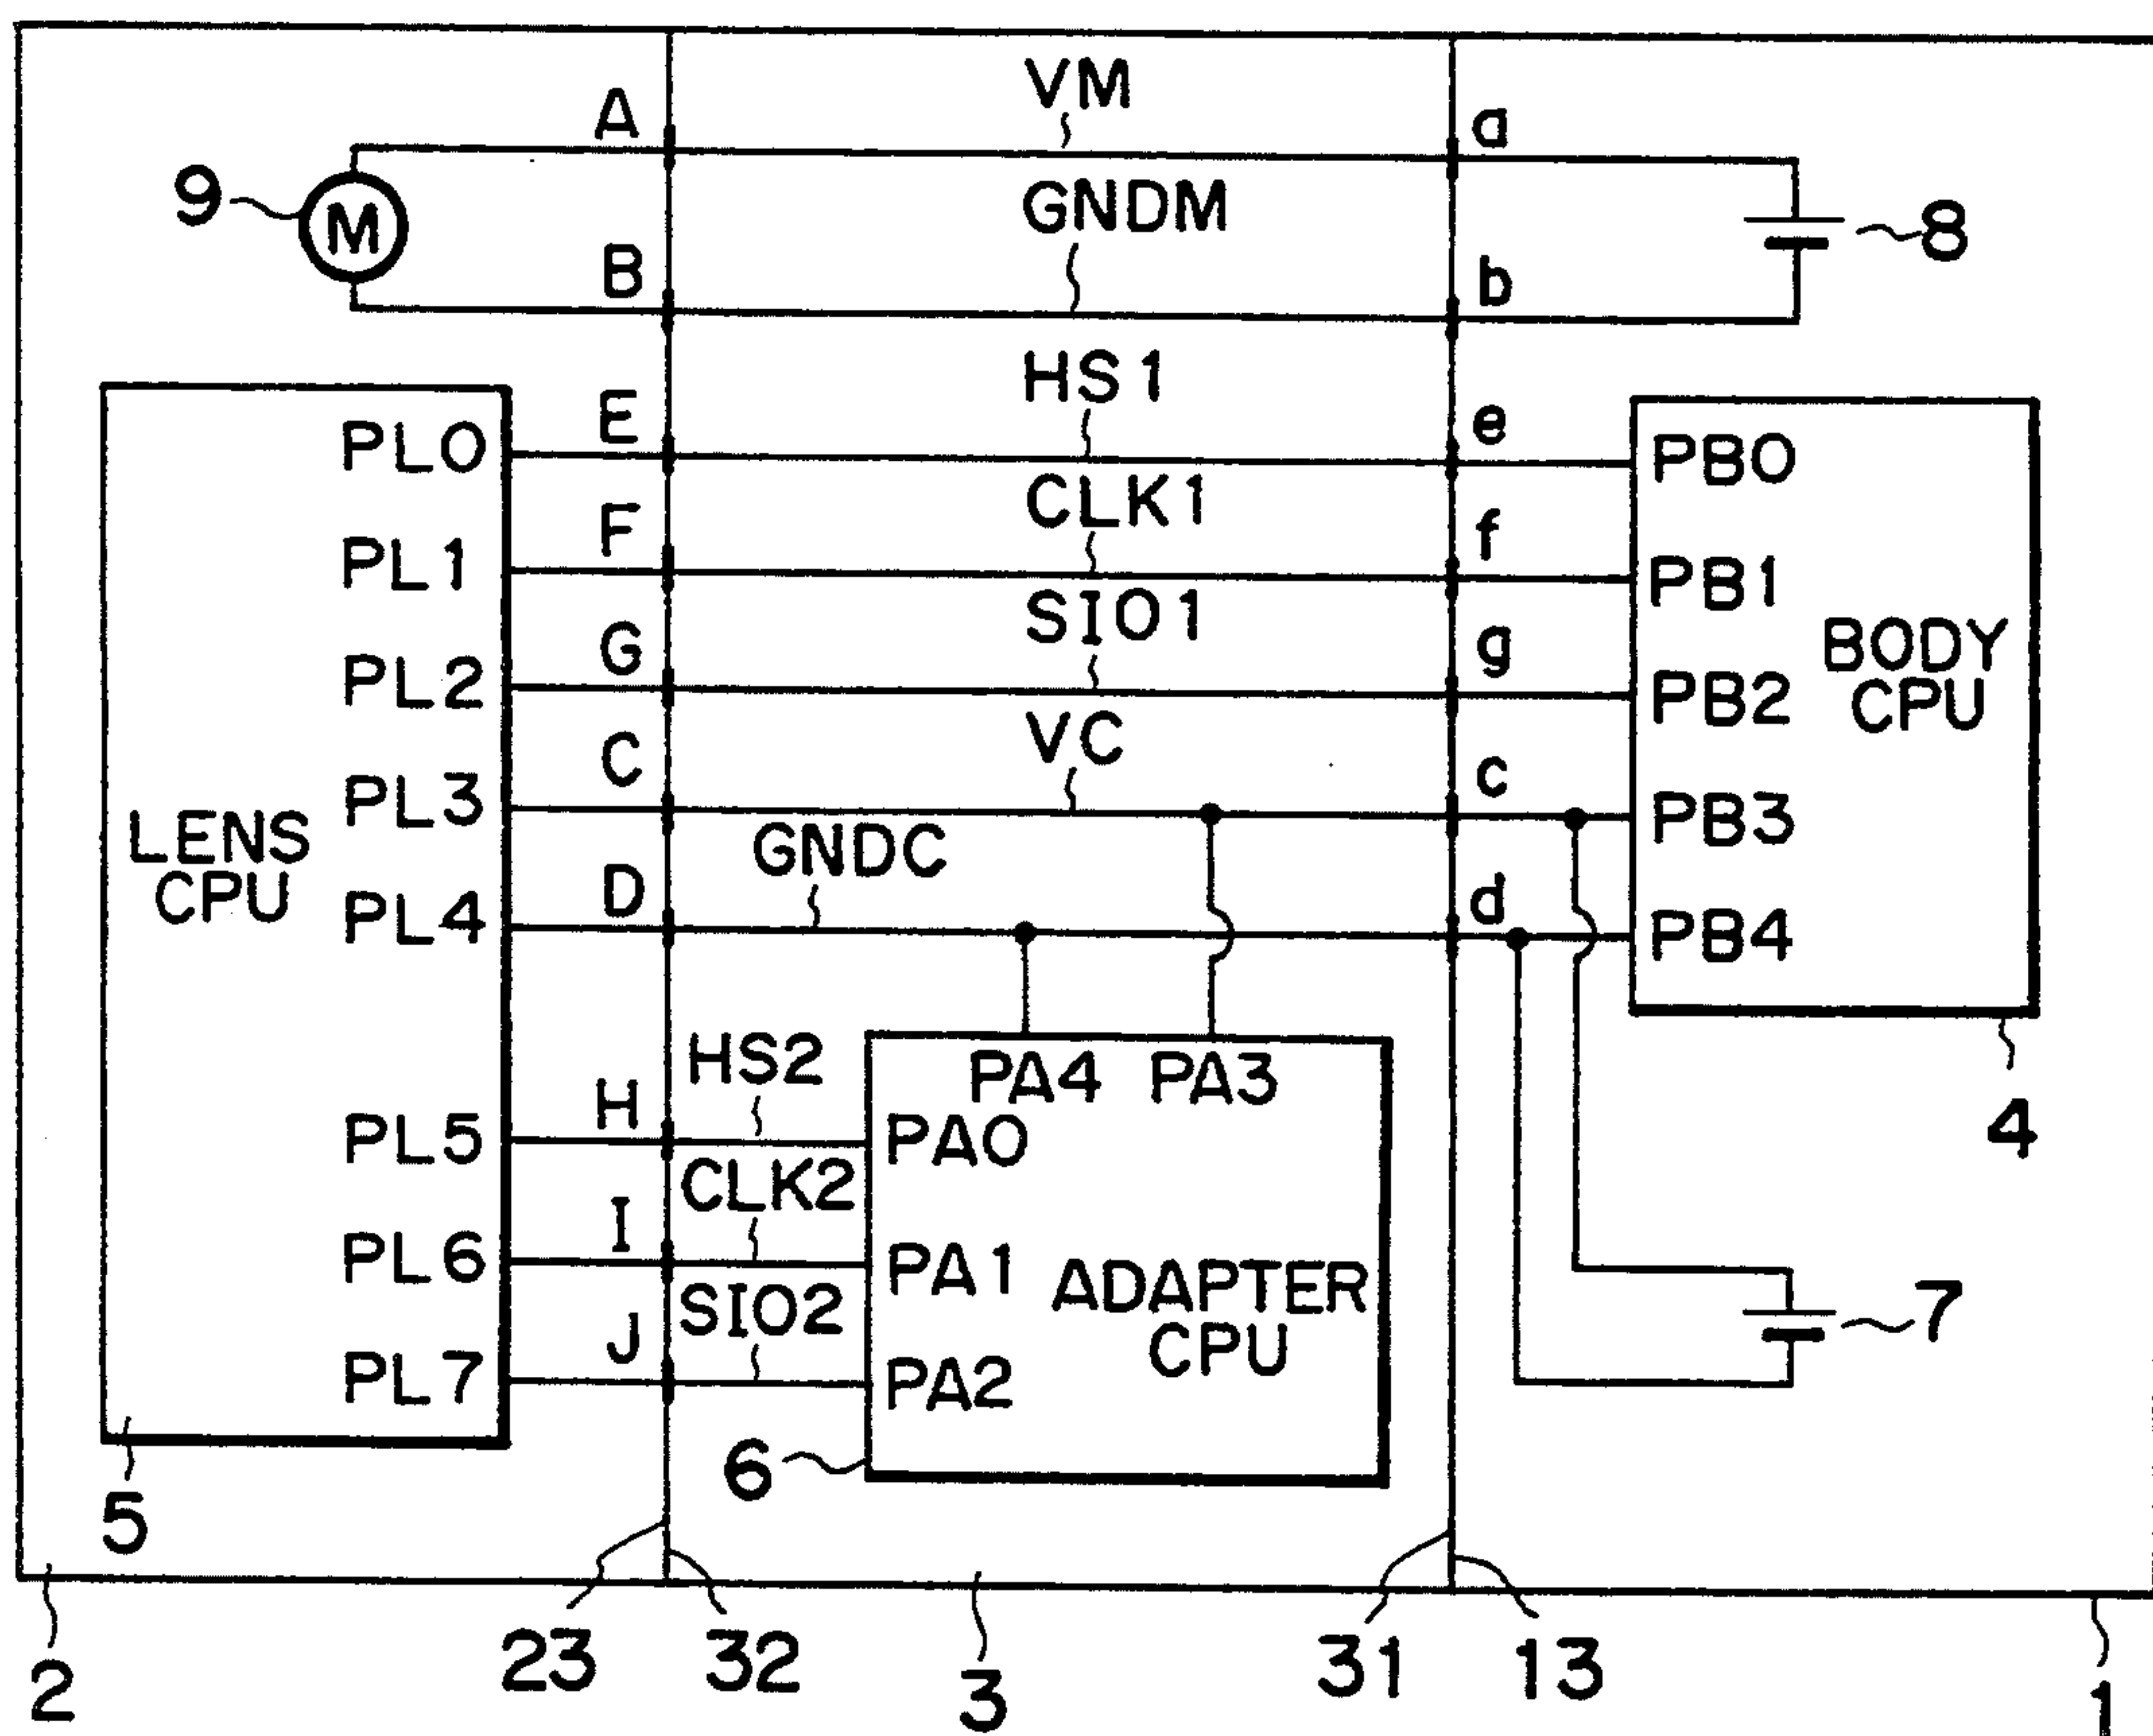 VM
A
a
9
M
GNDM
8
B
b
HS1
E
e
PL0
PB0
CLK1
F
f
PL1
PB1
SIO1
G
g
BODY
CPU
PL2
PB2
VC
C
c
PL3
PB3
LENS
CPU
GNDC
D
d
PL4
PB4
HS2
PA4 PA3
H
4
PL5
PA0
CLK2
I
PL6
PA1
ADAPTER
CPU
7
SIO2
J
PL7
PA2
6
5
23
32
31
13
2
3
1